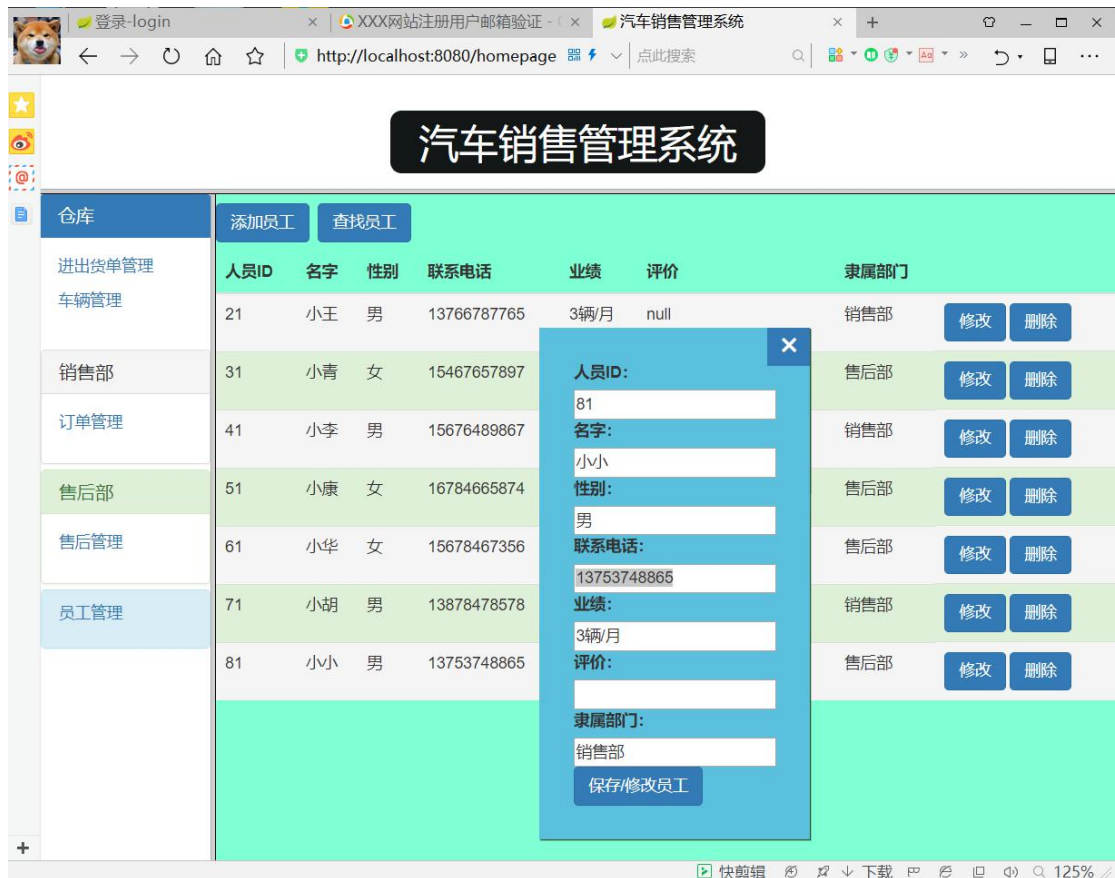 登录-login
XXX网站注册用户邮箱验证 -
汽车销售管理系统
http://localhost:8080/homepage
点此搜索
汽车销售管理系统
仓库
进出货单管理
车辆管理
销售部
订单管理
售后部
售后管理
员工管理
添加员工 查找员工
人员ID 名字 性别 联系电话 业绩 评价 隶属部门
21 小王 男 13766787765 3辆/月 null 销售部 修改 删除
31 小青 女 15467657897 售后部 修改 删除
41 小李 男 15676489867 销售部 修改 删除
51 小康 女 16784665874 售后部 修改 删除
61 小华 女 15678467356 售后部 修改 删除
71 小胡 男 13878478578 销售部 修改 删除
81 小小 男 13753748865 售后部 修改 删除
×
人员ID:
81
名字:
小小
性别:
男
联系电话:
13753748865
业绩:
3辆/月
评价:
隶属部门:
销售部
保存/修改员工
快剪辑 下载 125%